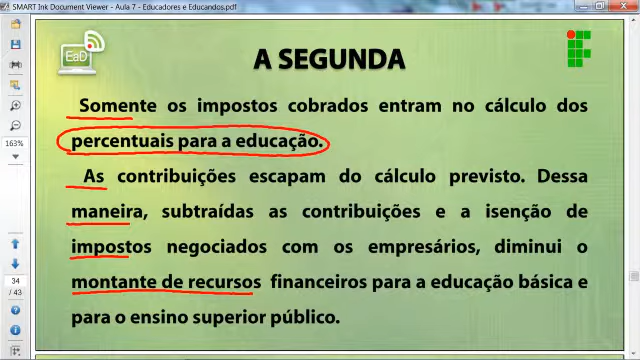 SMART Ink Document Viewer - Aula 7 - Educadores e Educandos.pdf
EaD
A SEGUNDA
Somente os impostos cobrados entram no cálculo dos
percentuais para a educação.
163%
As contribuições escapam do cálculo previsto. Dessa
maneira, subtraídas as contribuições e a isenção de
impostos negociados com os empresários, diminui o
montante de recursos financeiros para a educação básica e
34
/ 43
para o ensino superior público.